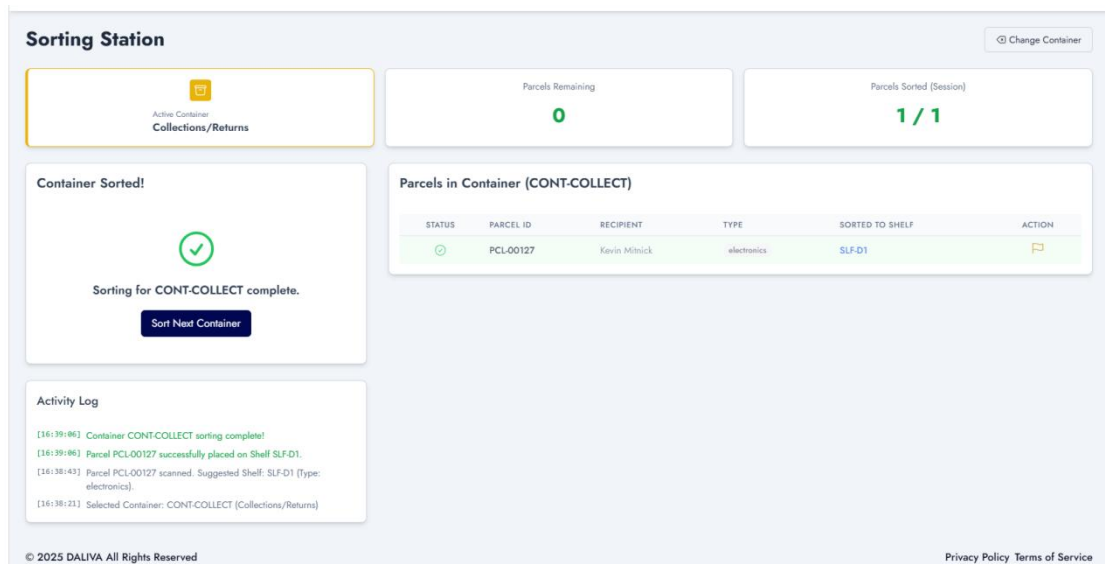 Sorting Station
Change Container
Active Container
Collections/Returns
Parcels Remaining
0
Parcels Sorted (Session)
1 / 1
Container Sorted!
Sorting for CONT-COLLECT complete.
Sort Next Container
Parcels in Container (CONT-COLLECT)
STATUS PARCEL ID RECIPIENT TYPE SORTED TO SHELF ACTION
PCL-00127 Kevin Mitnick electronics SLF-D1
Activity Log
[16:39:06] Container CONT-COLLECT sorting complete!
[16:39:06] Parcel PCL-00127 successfully placed on Shelf SLF-D1.
[16:38:43] Parcel PCL-00127 scanned. Suggested Shelf: SLF-D1 (Type:
electronics).
[16:38:21] Selected Container: CONT-COLLECT (Collections/Returns)
© 2025 DALIVA All Rights Reserved
Privacy Policy Terms of Service